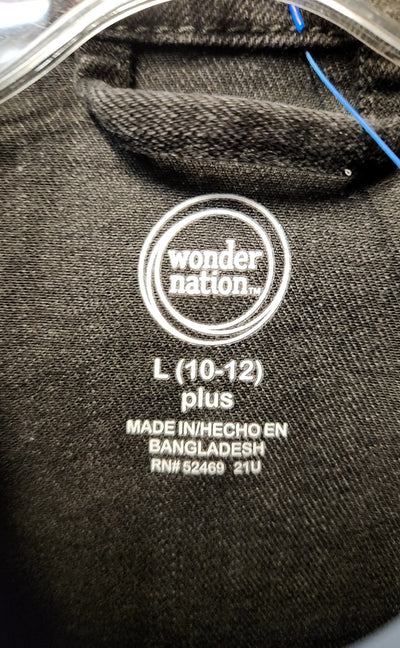 wonder
nation™
L (10-12)
plus
MADE IN/HECHO EN
BANGLADESH
RN# 52469 21U